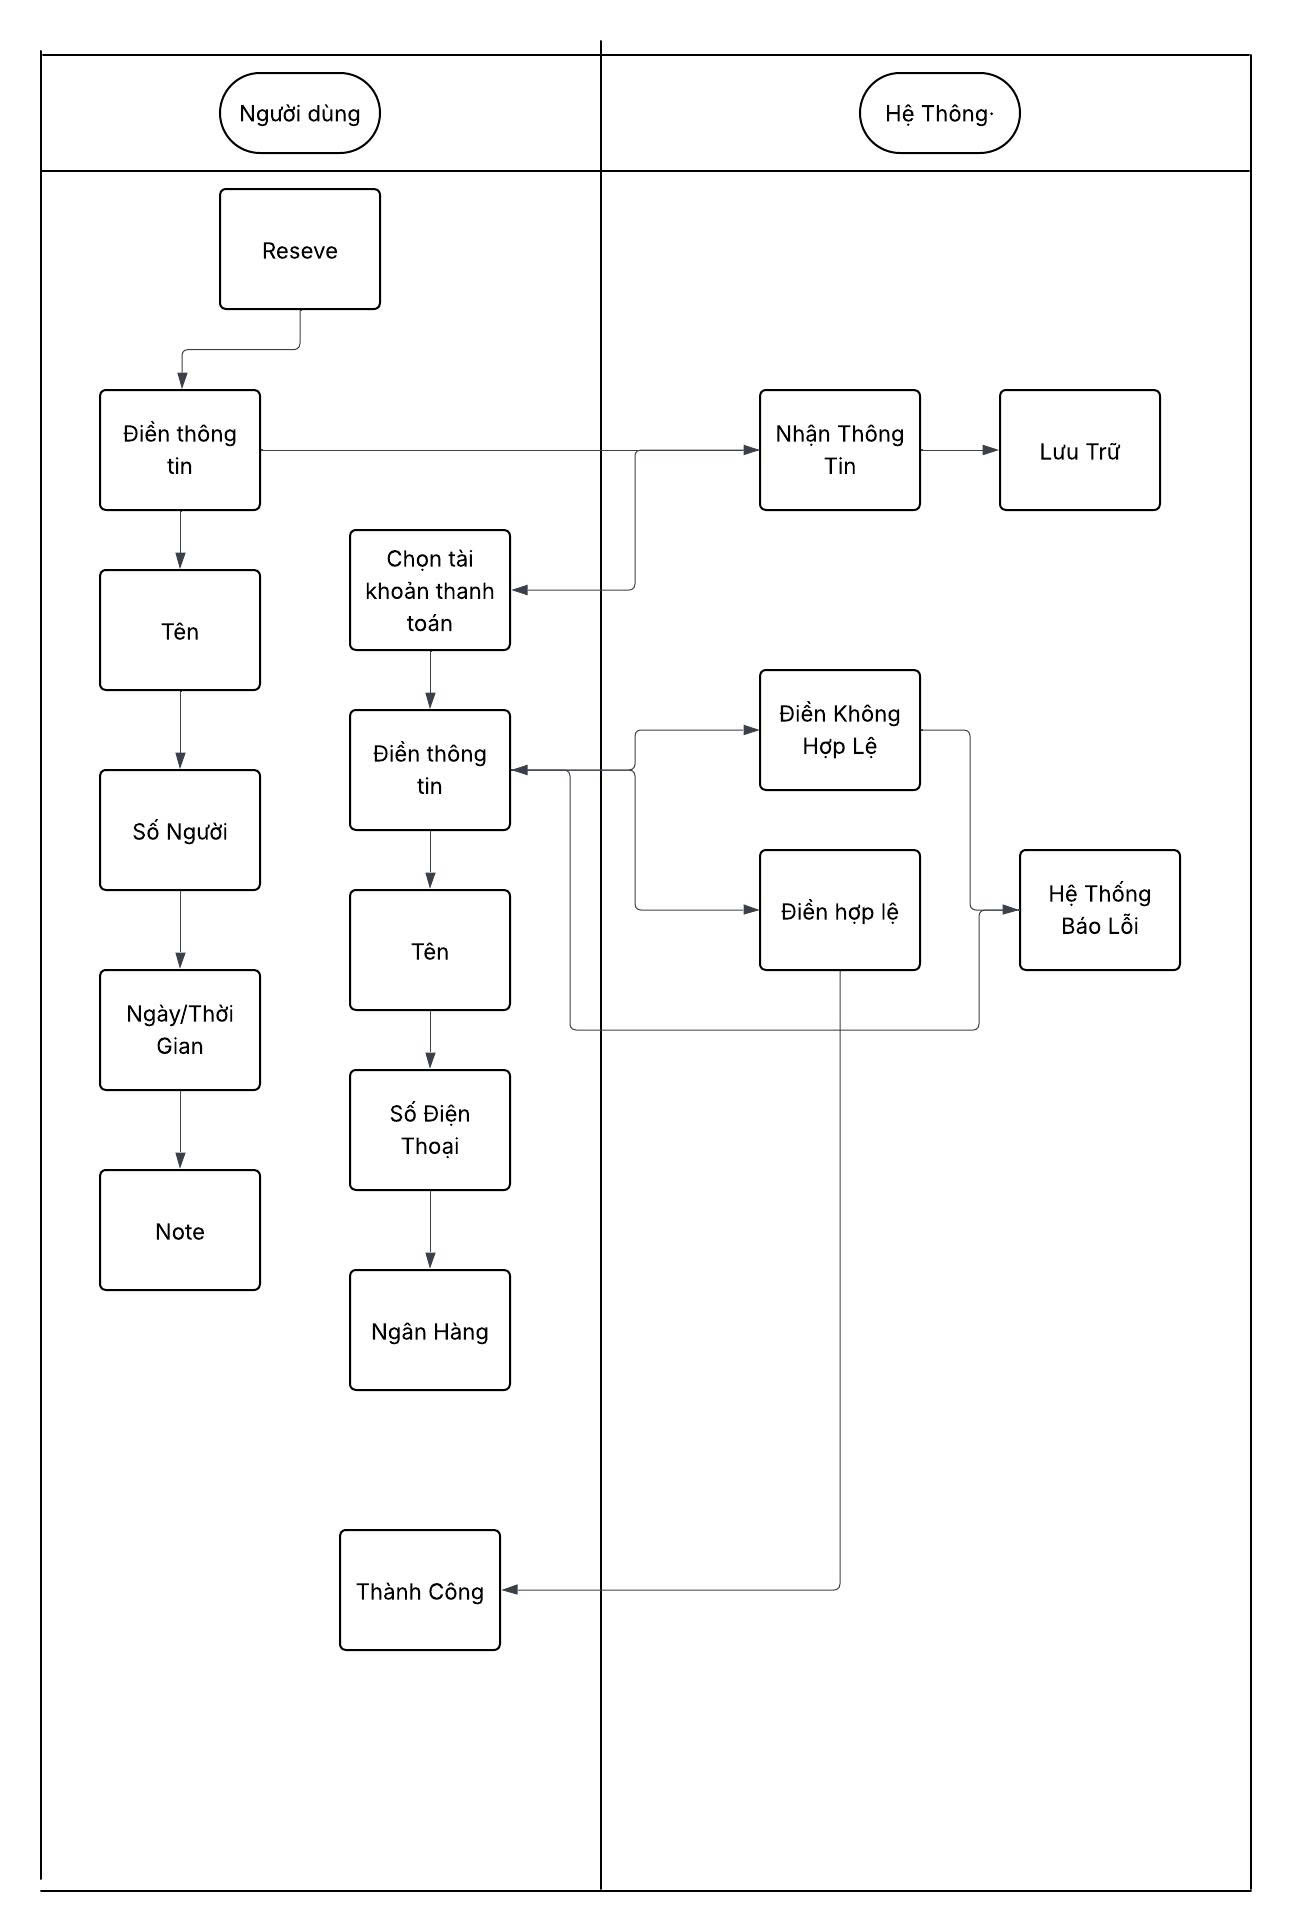 Người dùng
Hệ Thông·
Reseve
Điền thông
tin
Nhận Thông
Tin
Lưu Trữ
Chọn tài
khoản thanh
toán
Tên
Điền thông
tin
Điền Không
Hợp Lệ
Số Người
Điền hợp lệ
Hệ Thống
Báo Lỗi
Tên
Ngày/Thời
Gian
Số Điện
Thoại
Note
Ngân Hàng
Thành Công